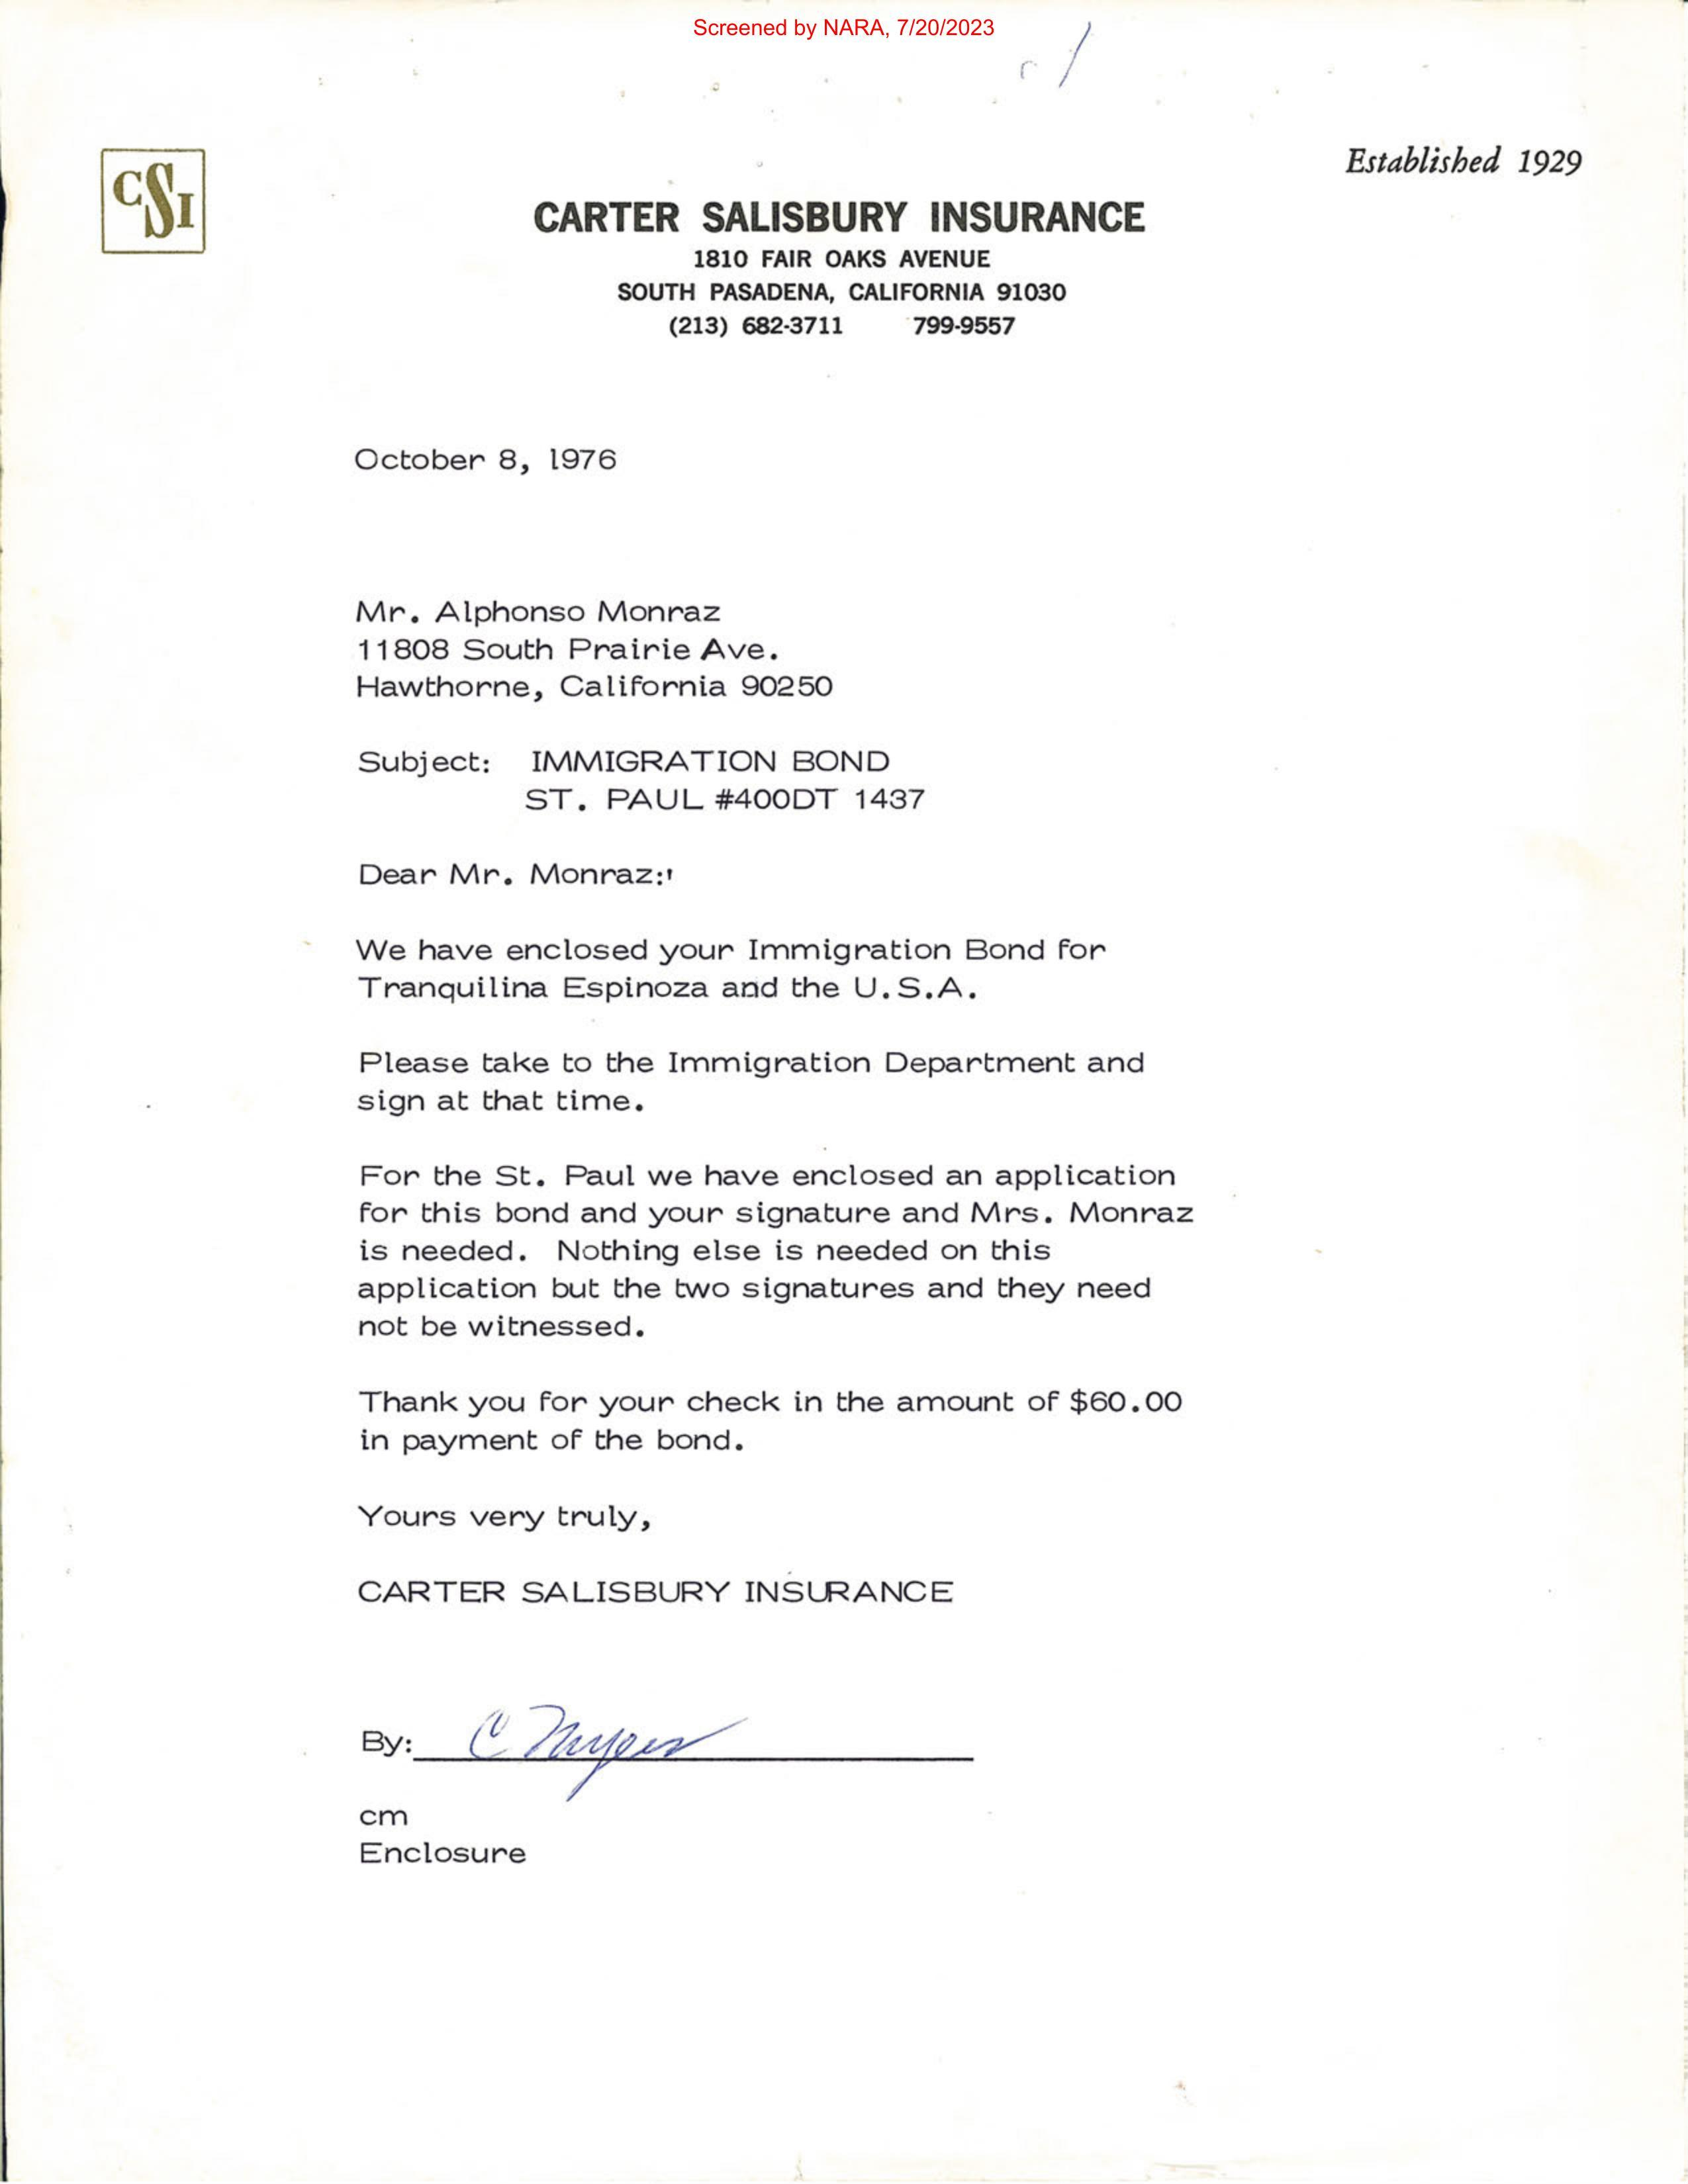 Screened by NARA, 7/20/2023
CSI
Established 1929
CARTER SALISBURY INSURANCE
1810 FAIR OAKS AVENUE
SOUTH PASADENA, CALIFORNIA 91030
(213) 682-3711 799-9557
October 8, 1976
Mr. Alphonso Monraz
11808 South Prairie Ave.
Hawthorne, California 90250
Subject: IMMIGRATION BOND
ST. PAUL #400DT 1437
Dear Mr. Monraz:'
We have enclosed your Immigration Bond for
Tranquilina Espinoza and the U.S.A.
Please take to the Immigration Department and
sign at that time.
For the St. Paul we have enclosed an application
for this bond and your signature and Mrs. Monraz
is needed. Nothing else is needed on this
application but the two signatures and they need
not be witnessed.
Thank you for your check in the amount of $60.00
in payment of the bond.
Yours very truly,
CARTER SALISBURY INSURANCE
By: C
cm
Enclosure